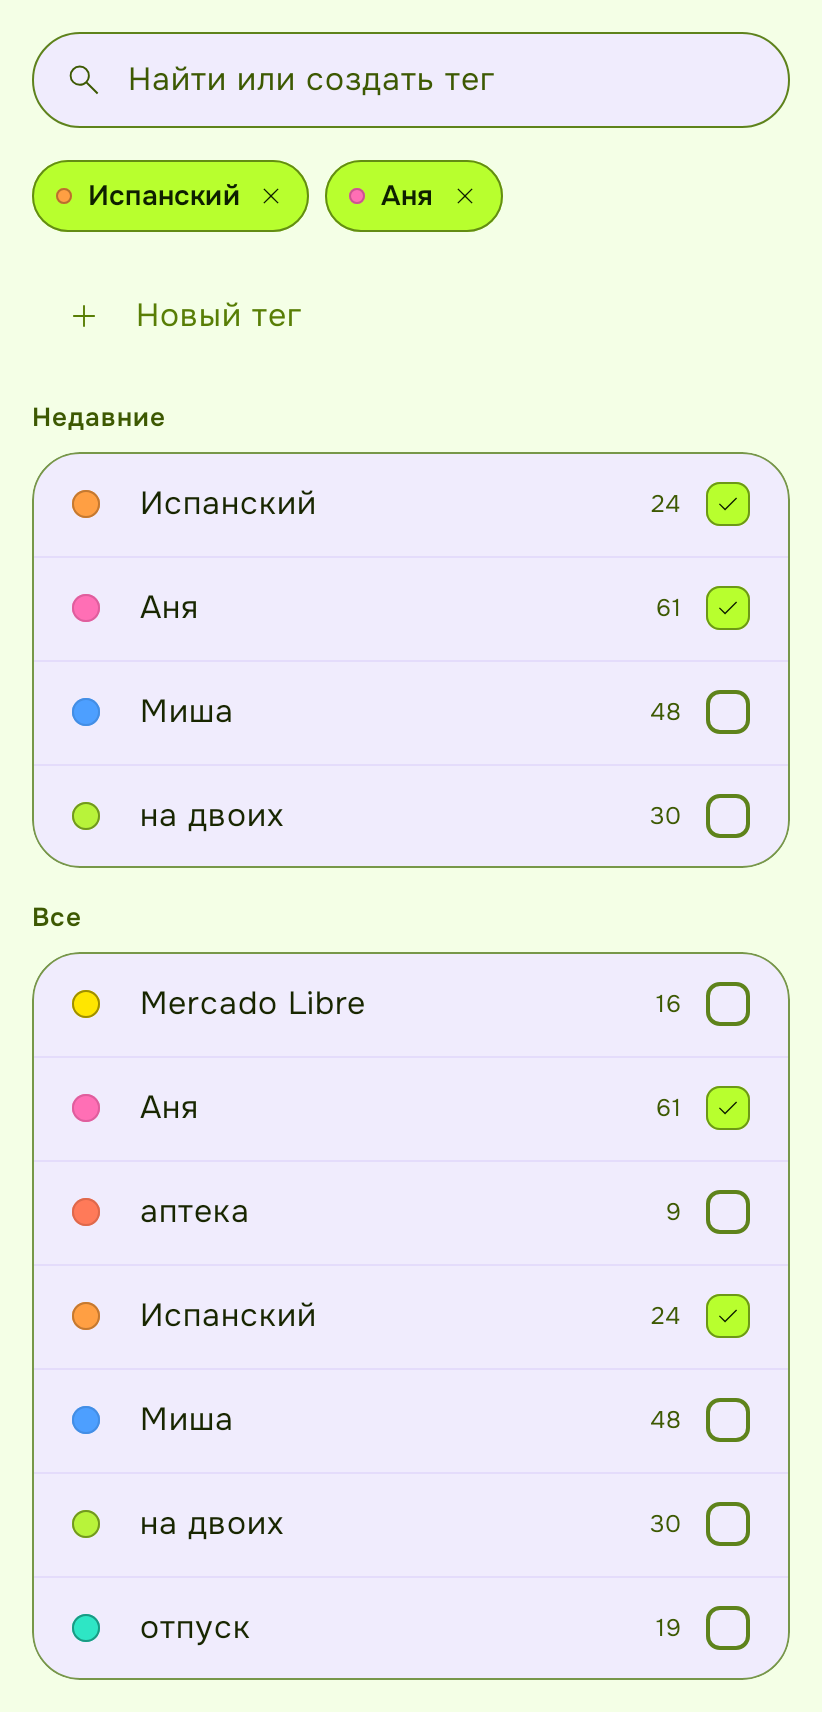 Найти или создать тег
Испанский Аня
Новый тег
Недавние
Испанский 24
Аня 61
Миша 48
на двоих 30
Все
Mercado Libre 16
Аня 61
аптека 9
Испанский 24
Миша 48
на двоих 30
отпуск 19